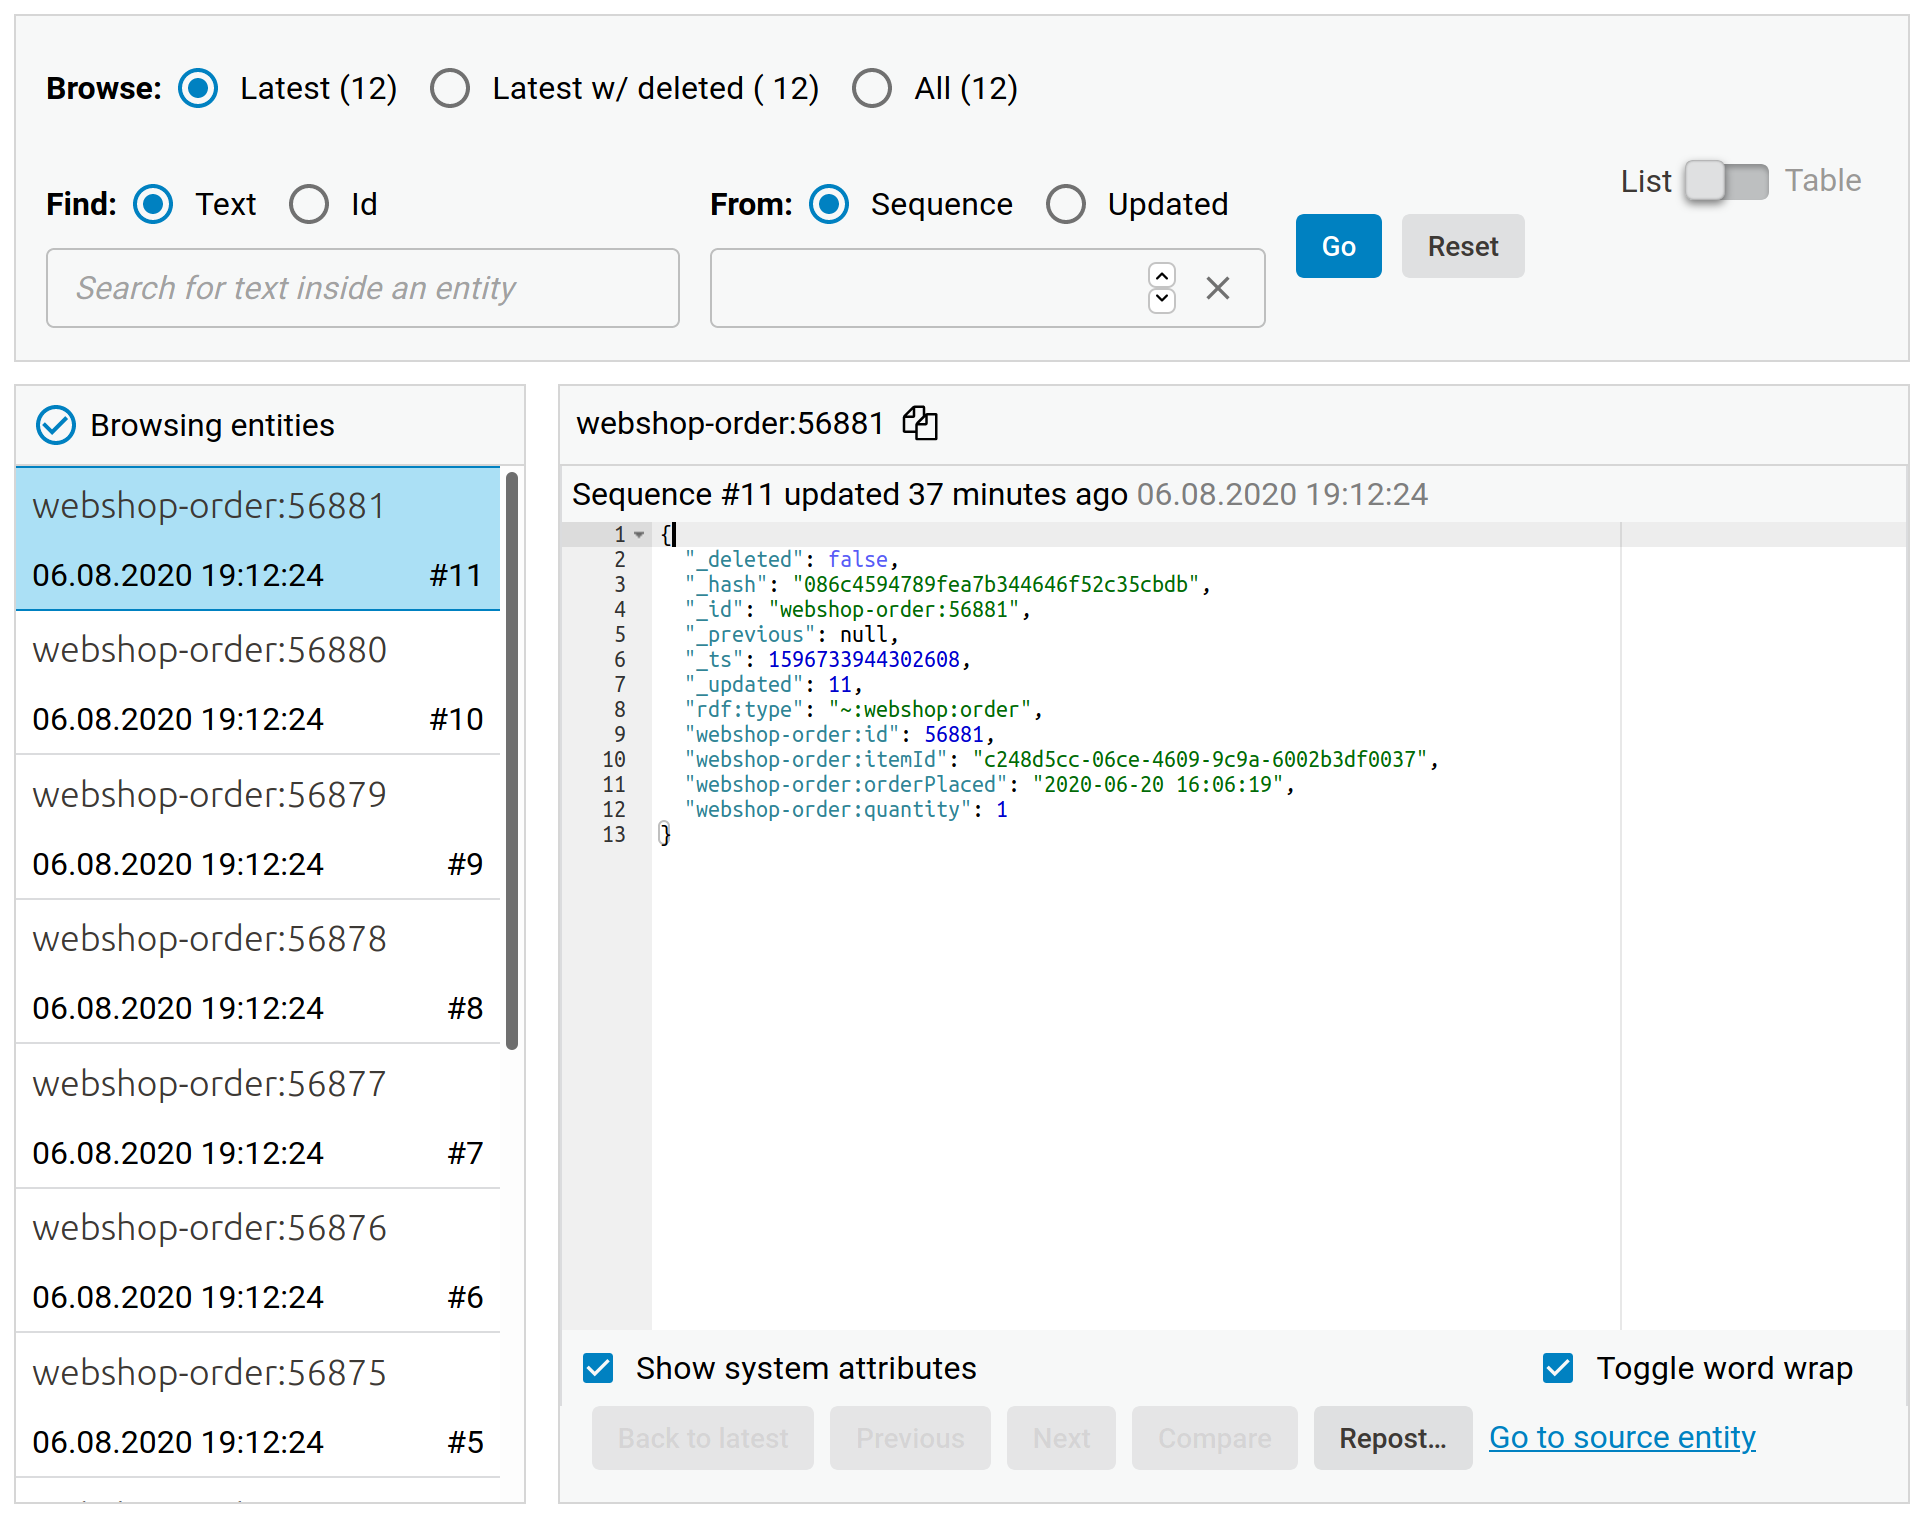 Browse: Latest (12) Latest w/ deleted ( 12) All (12)
List Table
Find: Text Id From: Sequence Updated
Go Reset
Search for text inside an entity
Browsing entities
webshop-order:56881
06.08.2020 19:12:24 #11
webshop-order:56880
06.08.2020 19:12:24 #10
webshop-order:56879
06.08.2020 19:12:24 #9
webshop-order:56878
06.08.2020 19:12:24 #8
webshop-order:56877
06.08.2020 19:12:24 #7
webshop-order:56876
06.08.2020 19:12:24 #6
webshop-order:56875
06.08.2020 19:12:24 #5
webshop-order:56881
Sequence #11 updated 37 minutes ago 06.08.2020 19:12:24
1 {
2 "_deleted": false,
3 "_hash": "086c4594789fea7b344646f52c35cbdb",
4 "_id": "webshop-order:56881",
5 "_previous": null,
6 "_ts": 1596733944302608,
7 "_updated": 11,
8 "rdf:type": "~:webshop:order",
9 "webshop-order:id": 56881,
10 "webshop-order:itemId": "c248d5cc-06ce-4609-9c9a-6002b3df0037",
11 "webshop-order:orderPlaced": "2020-06-20 16:06:19",
12 "webshop-order:quantity": 1
13 }
Show system attributes Toggle word wrap
Back to latest Previous Next Compare Repost... Go to source entity